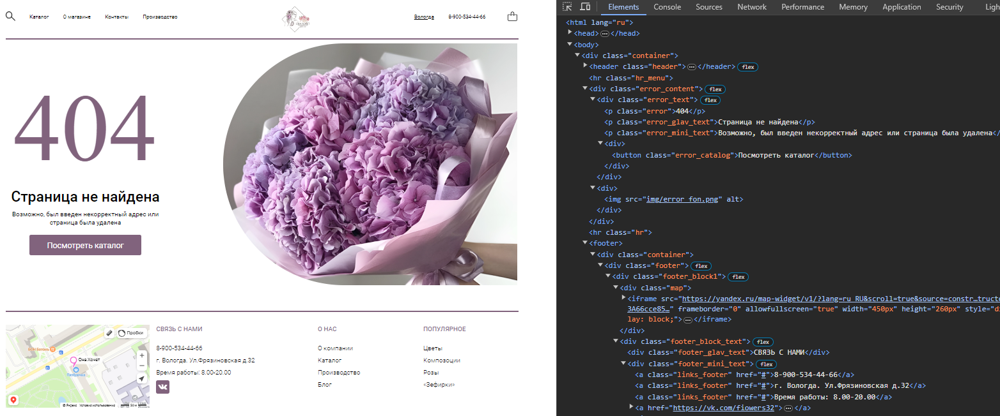 Каталог О магазине Контакты Производство Вологда 8-900-534-44-66
404
Страница не найдена
Возможно, был введен некорректный адрес или
страница была удалена
Посмотреть каталог
Пробки
Она Хочет
© Яндекс Условия использования 50 м
СВЯЗЬ С НАМИ
8-900-534-44-66
г. Вологда. Ул.Фрязиновская д.32
Время работы: 8.00-20.00
О НАС
О компании
Каталог
Производство
Блог
ПОПУЛЯРНОЕ
Цветы
Композоции
Розы
«Зефирки»
Elements Console Sources Network Performance Memory Application Security Ligh
<html lang="ru">
<head>…</head>
<body>
<div class="container">
<header class="header">…</header> flex
<hr class="hr_menu">
<div class="error_content"> flex
<div class="error_text"> flex
<p class="error">404</p>
<p class="error_glav_text">Страница не найдена</p>
<p class="error_mini_text">Возможно, был введен некорректный адрес или страница была удалена</
<div>
<button class="error_catalog">Посмотреть каталог</button>
</div>
</div>
<div>
<img src="img/error_fon.png" alt>
</div>
</div>
<hr class="hr">
<footer>
<div class="container">
<div class="footer"> flex
<div class="footer_block1"> flex
<div class="map">
<iframe src="https://yandex.ru/map-widget/v1/?lang=ru_RU&scroll=true&source=constr…tructo
3A66cce85…" frameborder="0" allowfullscreen="true" width="450px" height="260px" style="di
lay: block;">…</iframe>
</div>
<div class="footer_block_text"> flex
<div class="footer_glav_text">СВЯЗЬ С НАМИ</div>
<div class="footer_mini_text"> flex
<a class="links_footer" href="#">8-900-534-44-66</a>
<a class="links_footer" href="#">г. Вологда. Ул.Фрязиновская д.32</a>
<a class="links_footer" href="#">Время работы: 8.00-20.00</a>
<a href="https://vk.com/fiowers32">…</a>